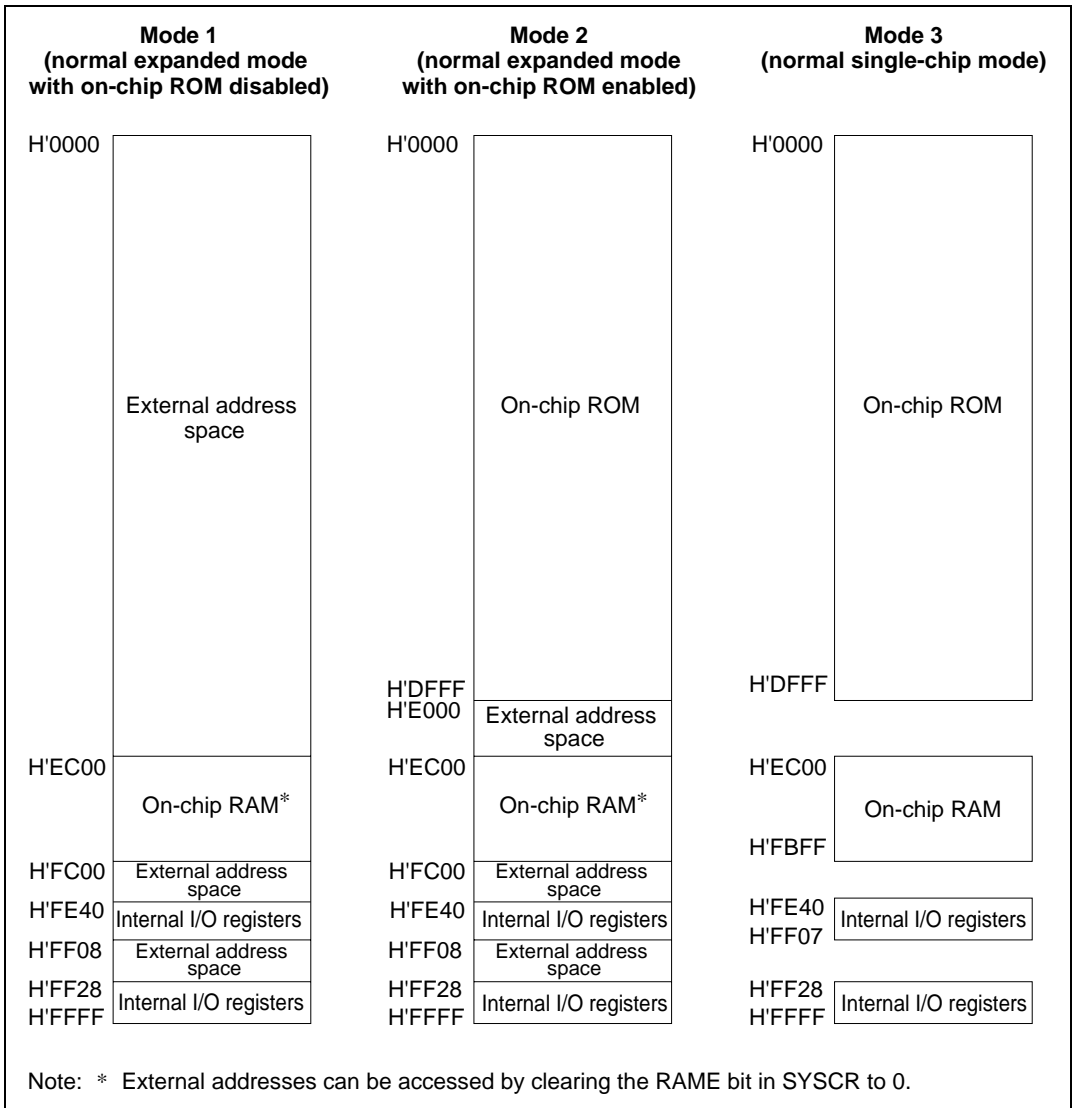 Mode 1
(normal expanded mode
with on-chip ROM disabled)
H'0000
External address
space
H'EC00
On-chip RAM*
H'FC00
External address
space
H'FE40
Internal I/O registers
H'FF08
External address
space
H'FF28
Internal I/O registers
H'FFFF
Mode 2
(normal expanded mode
with on-chip ROM enabled)
H'0000
On-chip ROM
H'DFFF
H'E000
External address
space
H'EC00
On-chip RAM*
H'FC00
External address
space
H'FE40
Internal I/O registers
H'FF08
External address
space
H'FF28
Internal I/O registers
H'FFFF
Mode 3
(normal single-chip mode)
H'0000
On-chip ROM
H'DFFF
H'EC00
On-chip RAM
H'FBFF
H'FE40
Internal I/O registers
H'FF07
H'FF28
Internal I/O registers
H'FFFF
Note: * External addresses can be accessed by clearing the RAME bit in SYSCR to 0.